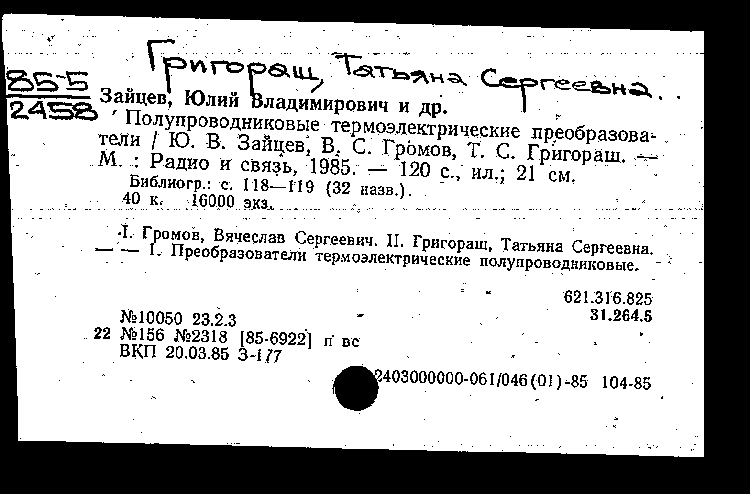 Григораш, Татьяна Сергеевна.
85-5
2458
Зайцев, Юлий Владимирович и др.
Полупроводниковые термоэлектрические преобразова-
тели / Ю. В. Зайцев, В. С. Громов, Т. С. Григораш. —
М. : Радио и связь, 1985. — 120 с., ил.; 21 см.
Библиогр.: с. 118—119 (32 назв.).
40 к. 16000 экз.
I. Громов, Вячеслав Сергеевич. II. Григораш, Татьяна Сергеевна.
— — 1. Преобразователи термоэлектрические полупроводниковые.
621.316.825
31.264.5
№10050 23.2.3
22 №156 №2318 [85-6922] п вс
ВКП 20.03.85 З-177
2403000000-061/046(01)-85 104-85